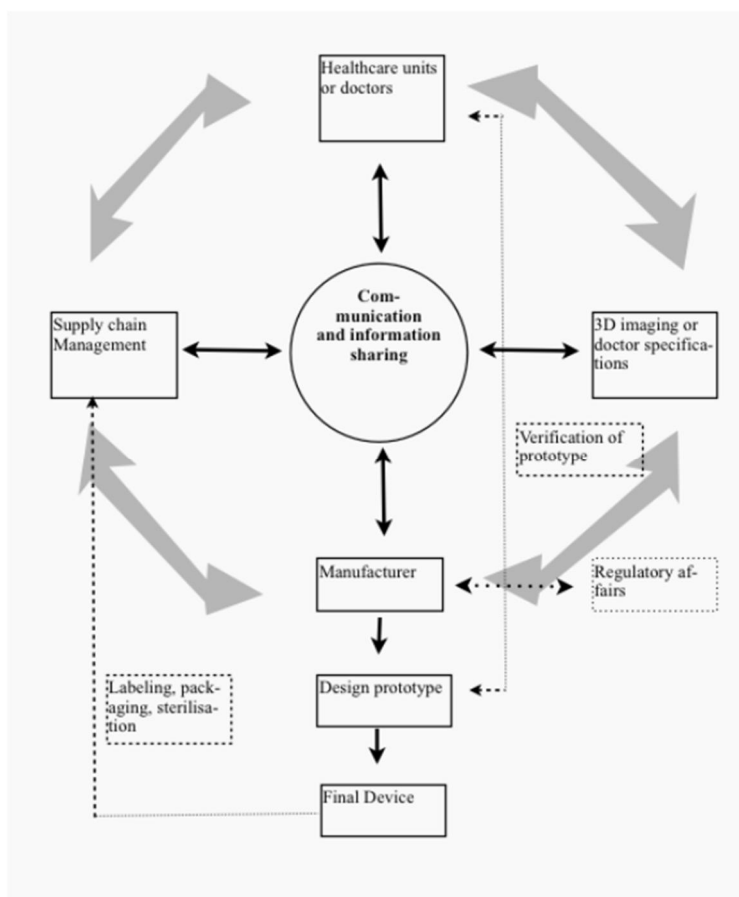 Healthcare units
or doctors
Com-
munication
and information
sharing
Supply chain
Management
3D imaging or
doctor specifica-
tions
Verification of
prototype
Manufacturer
Regulatory af-
fairs
Labeling, pack-
aging, sterilisa-
tion
Design prototype
Final Device